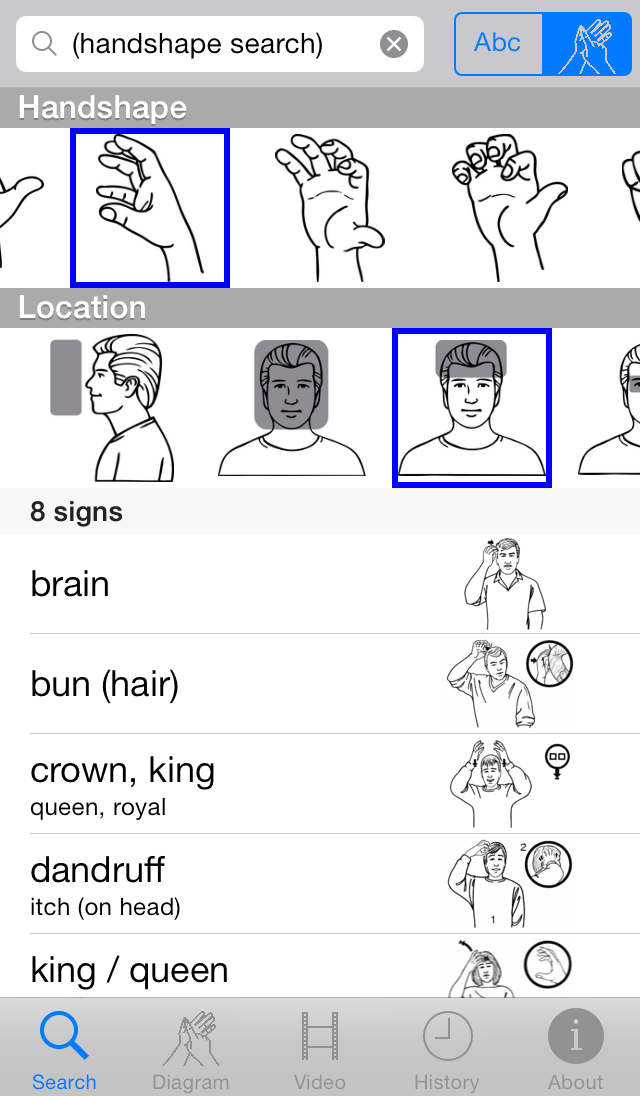 (handshape search)
Abc
Handshape
Location
8 signs
brain
bun (hair)
crown, king
queen, royal
dandruff
itch (on head)
2
1
king / queen
Search
Diagram
Video
History
About